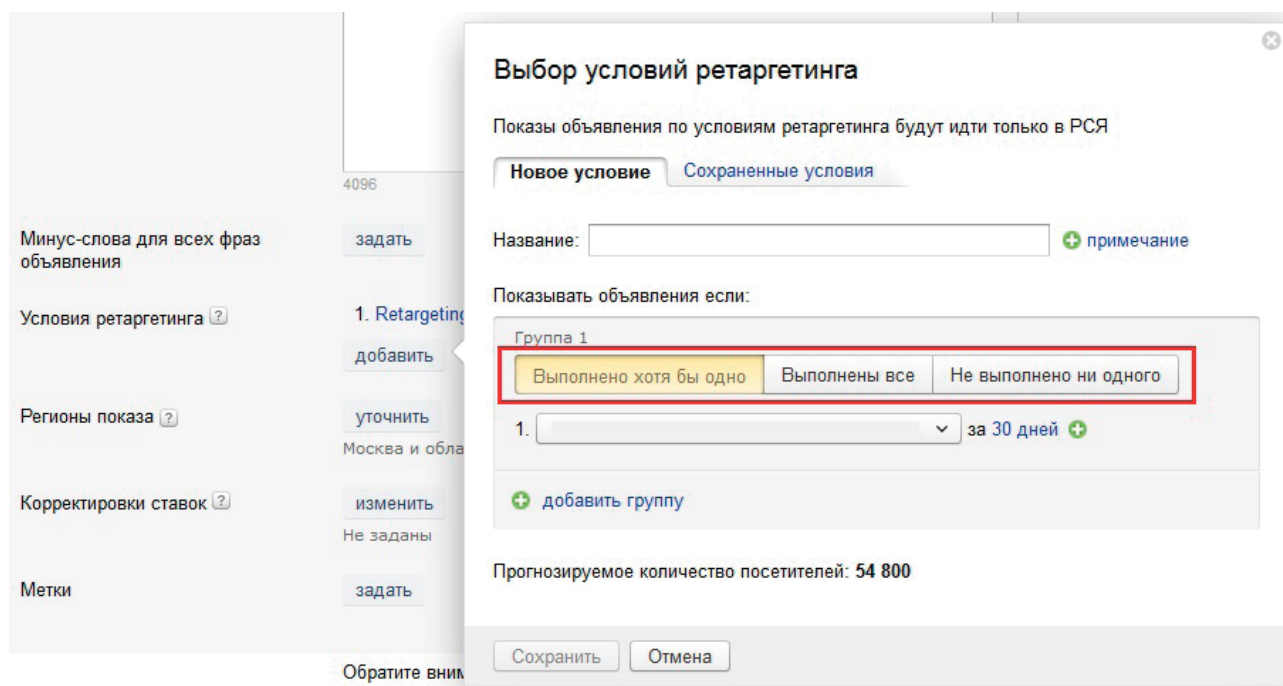 Выбор условий ретаргетинга
Показы объявления по условиям ретаргетинга будут идти только в РСЯ
Новое условие Сохраненные условия
4096
Минус-слова для всех фраз
объявления
задать
Название: примечание
Показывать объявления если:
Условия ретаргетинга ?
1. Retargeting
добавить
Группа 1
Выполнено хотя бы одно Выполнены все Не выполнено ни одного
1. за 30 дней
Регионы показа ?
уточнить
Москва и обла
Корректировки ставок ?
изменить
Не заданы
добавить группу
Прогнозируемое количество посетителей: 54 800
Метки
задать
Сохранить Отмена
Обратите вним